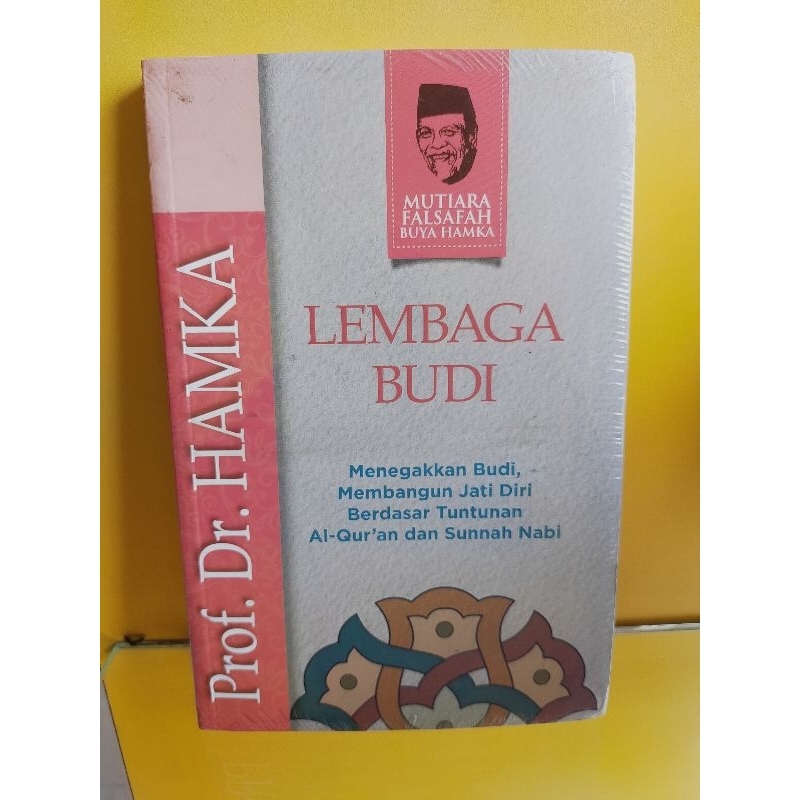 MUTIARA
FALSAFAH
BUYA HAMKA
Prof. Dr. HAMKA
LEMBAGA
BUDI
Menegakkan Budi,
Membangun Jati Diri
Berdasar Tuntunan
Al-Qur'an dan Sunnah Nabi